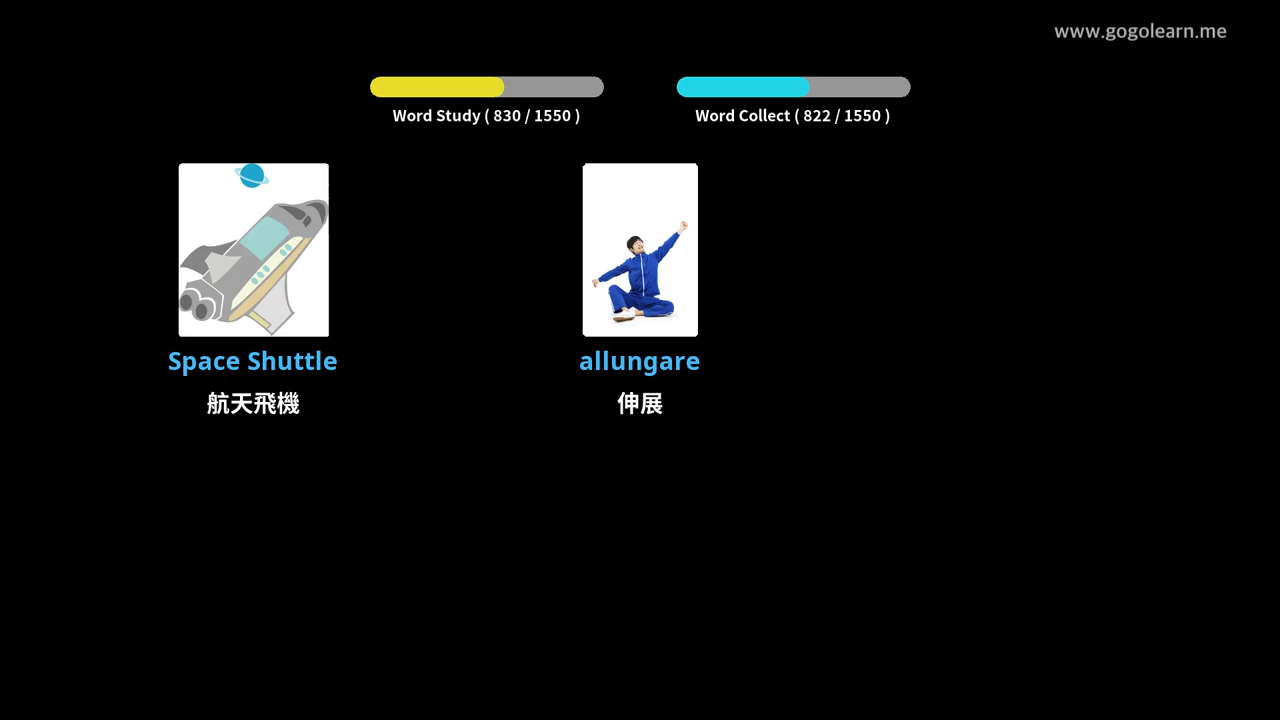 www.gogolearn.me
Word Study ( 830 / 1550 )
Word Collect ( 822 / 1550 )
Space Shuttle
allungare
航天飛機
伸展